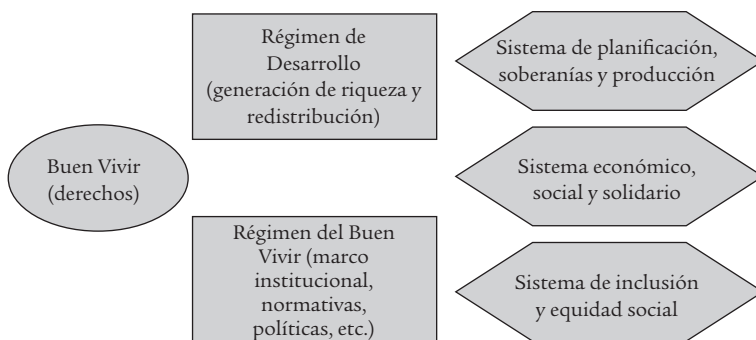 Buen Vivir
(derechos)
Régimen de
Desarrollo
(generación de riqueza y
redistribución)
Régimen del Buen
Vivir (marco
institucional,
normativas,
políticas, etc.)
Sistema de planificación,
soberanías y producción
Sistema económico,
social y solidario
Sistema de inclusión
y equidad social